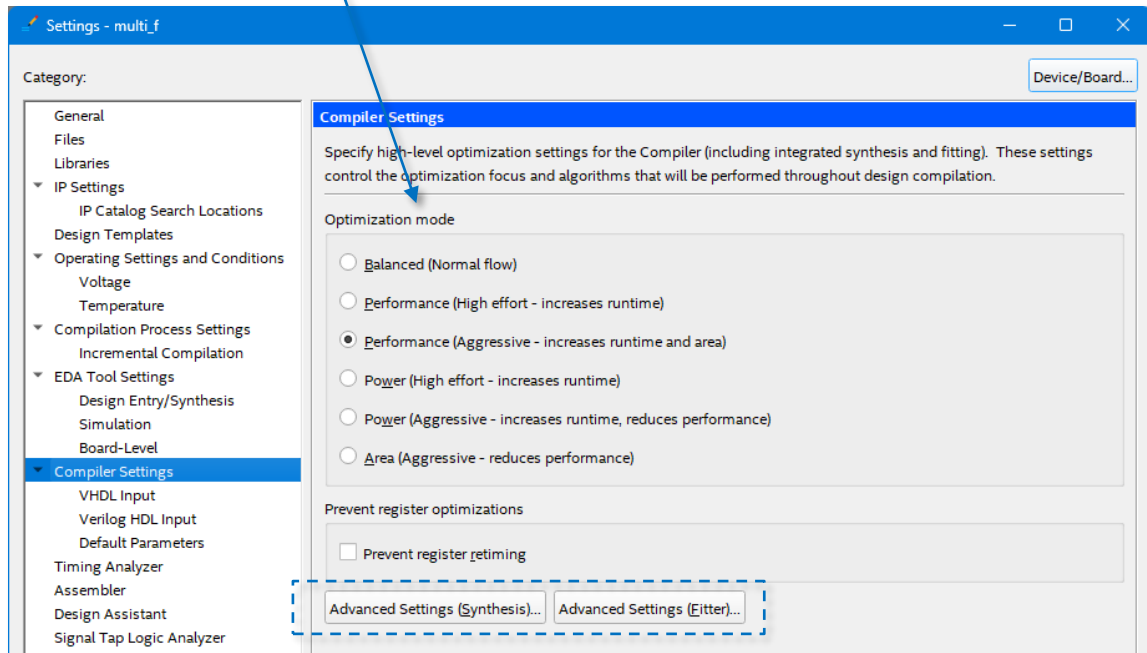 Settings - multi_f
Category:
Device/Board...
General
Files
Libraries
IP Settings
IP Catalog Search Locations
Design Templates
Operating Settings and Conditions
Voltage
Temperature
Compilation Process Settings
Incremental Compilation
EDA Tool Settings
Design Entry/Synthesis
Simulation
Board-Level
Compiler Settings
VHDL Input
Verilog HDL Input
Default Parameters
Timing Analyzer
Assembler
Design Assistant
Signal Tap Logic Analyzer
Compiler Settings
Specify high-level optimization settings for the Compiler (including integrated synthesis and fitting). These settings
control the optimization focus and algorithms that will be performed throughout design compilation.
Optimization mode
Balanced (Normal flow)
Performance (High effort - increases runtime)
Performance (Aggressive - increases runtime and area)
Power (High effort - increases runtime)
Power (Aggressive - increases runtime, reduces performance)
Area (Aggressive - reduces performance)
Prevent register optimizations
Prevent register retiming
Advanced Settings (Synthesis)... Advanced Settings (Fitter)...